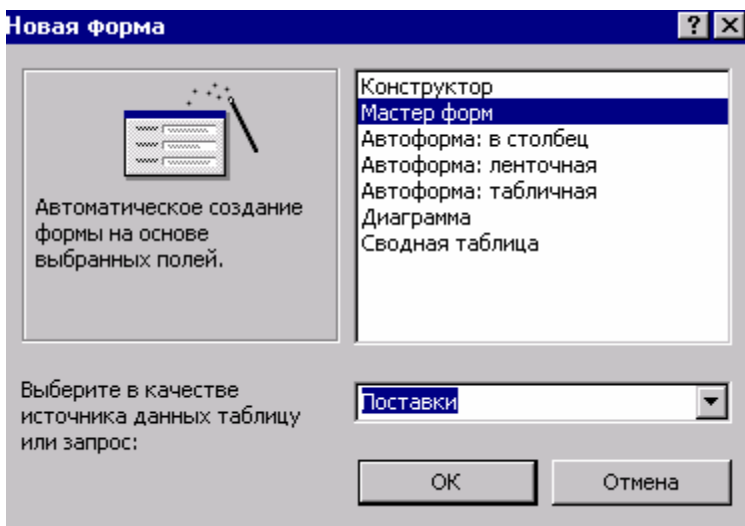 Новая форма
Автоматическое создание
формы на основе
выбранных полей.
Конструктор
Мастер форм
Автоформа: в столбец
Автоформа: ленточная
Автоформа: табличная
Диаграмма
Сводная таблица
Выберите в качестве
источника данных таблицу
или запрос:
Поставки
ОК
Отмена